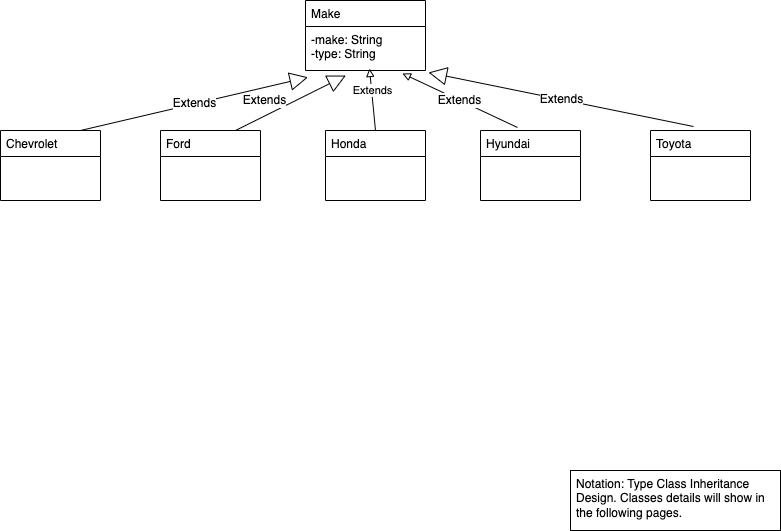 Make
-make: String
-type: String
Extends
Extends
Extends
Extends
Extends
Chevrolet
Ford
Honda
Hyundai
Toyota
Notation: Type Class Inheritance
Design. Classes details will show in
the following pages.